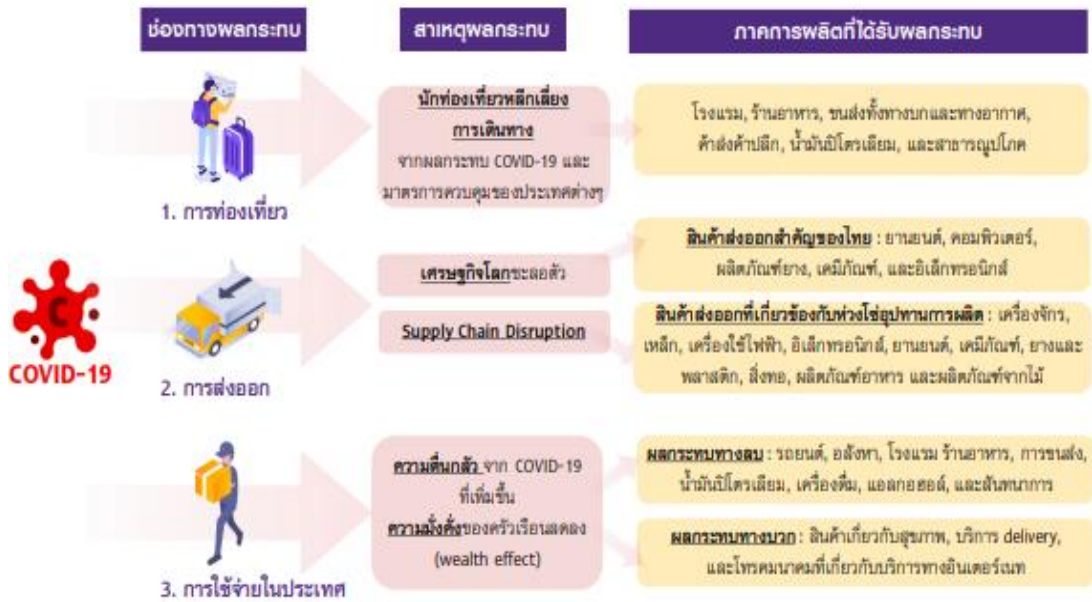 ช่องทางผลกระทบ
สาเหตุผลกระทบ
ภาคการผลิตที่ได้รับผลกระทบ
นักท่องเที่ยวหลีกเลี่ยง
การเดินทาง
จากผลกระทบ COVID-19 และ
มาตรการควบคุมของประเทศต่างๆ
โรงแรม, ร้านอาหาร, ขนส่งทั้งทางบกและทางอากาศ,
ค้าส่งค้าปลีก, น้ำมันปิโตรเลียม, และสาธารณูปโภค
1. การท่องเที่ยว
เศรษฐกิจโลกชะลอตัว
สินค้าส่งออกสำคัญของไทย : ยานยนต์, คอมพิวเตอร์,
ผลิตภัณฑ์ยาง, เคมีภัณฑ์, และอิเล็กทรอนิกส์
Supply Chain Disruption
สินค้าส่งออกที่เกี่ยวข้องกับห่วงโซ่อุปทานการผลิต : เครื่องจักร,
เหล็ก, เครื่องใช้ไฟฟ้า, อิเล็กทรอนิกส์, ยานยนต์, เคมีภัณฑ์, ยางและ
พลาสติก, สิ่งทอ, ผลิตภัณฑ์อาหาร และผลิตภัณฑ์จากไม้
C
COVID-19
2. การส่งออก
ความตื่นกลัว จาก COVID-19
ที่เพิ่มขึ้น
ความมั่งคั่งของครัวเรือนลดลง
(wealth effect)
ผลกระทบทางลบ : รถยนต์, อสังหา, โรงแรม ร้านอาหาร, การขนส่ง,
น้ำมันปิโตรเลียม, เครื่องดื่ม, แอลกอฮอล์, และสันทนาการ
ผลกระทบทางบวก : สินค้าเกี่ยวกับสุขภาพ, บริการ delivery,
และโทรคมนาคมที่เกี่ยวกับบริการทางอินเตอร์เนท
3. การใช้จ่ายในประเทศ